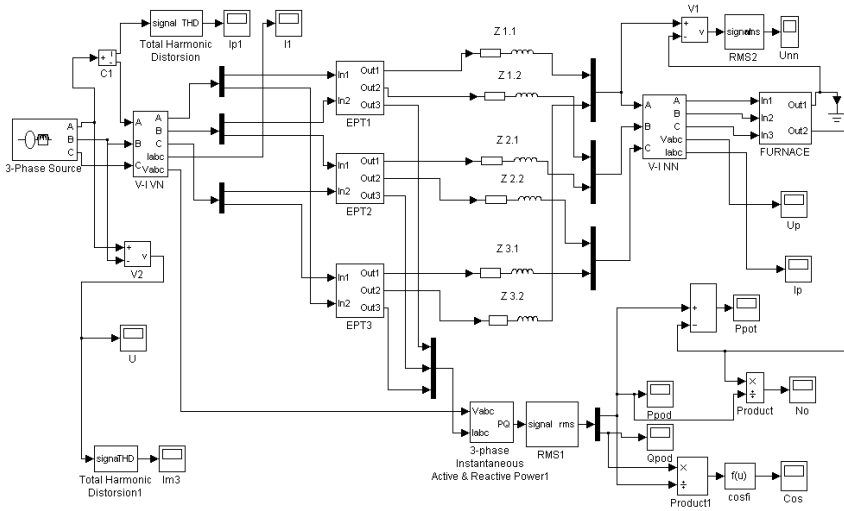 signal THD
Total Harmonic
Distorsion
Ip1
I1
+
-
i
C1
A
B
C
3-Phase Source
A
B
C
A
B
C
Iabc
Vabc
V-I VN
+
-
v
V2
U
signalTHD
Total Harmonic
Distorsion1
Im3
In1
In2
Out1
Out2
Out3
EPT1
In1
In2
Out1
Out2
Out3
EPT2
In1
In2
Out1
Out2
Out3
EPT3
Z 1.1
Z 1.2
Z 2.1
Z 2.2
Z 3.1
Z 3.2
V1
+
-
v
signal rms
RMS2
Unn
A
B
C
A
B
C
Vabc
Iabc
V-I NN
In1
In2
In3
Out1
Out2
FURNACE
Up
Ip
+
-
Ppot
×
÷
Product
No
Vabc
Iabc
PQ
3-phase
Instantaneous
Active & Reactive Power1
signal rms
RMS1
Ppod
Qpod
×
÷
Product1
f(u)
cosfi
Cos